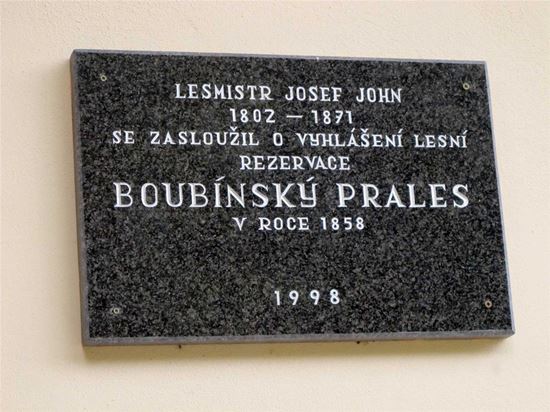 LESMISTR JOSEF JOHN
1802 — 1871
SE ZASLOUŽIL O VYHLÁŠENÍ LESNÍ
REZERVACE
BOUBÍNSKÝ PRALES
V ROCE 1858
1998